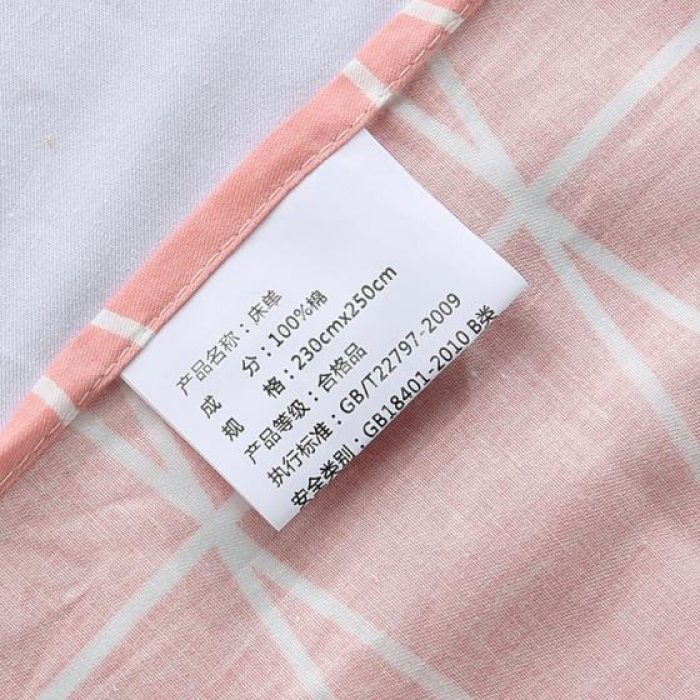 产品名称：床单
成 分：100%棉
规 格：230cmx250cm
产品等级：合格品
执行标准：GB/T22797-2009
安全类别：GB18401-2010 B类